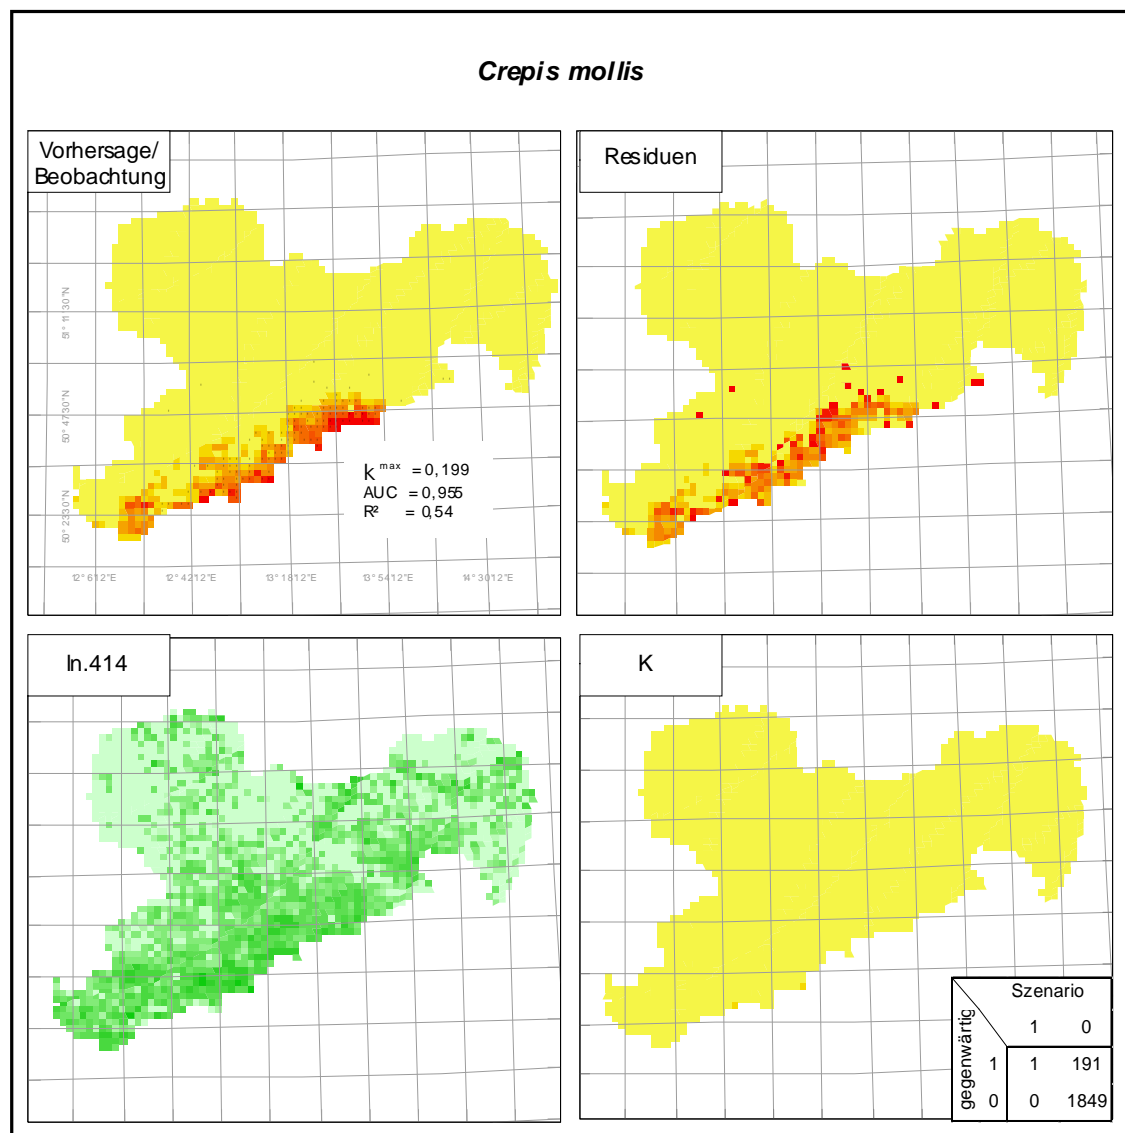 Crepis mollis
Vorhersage/
Beobachtung
Residuen
51° 11'30"N
50° 47'30"N
50° 23'30"N
k max = 0,199
AUC = 0,955
R² = 0,54
12° 6'12"E 12° 42'12"E 13° 18'12"E 13° 54'12"E 14° 30'12"E
ln.414
K
Szenario
1 0
gegenwärtig
1 1 191
0 0 1849